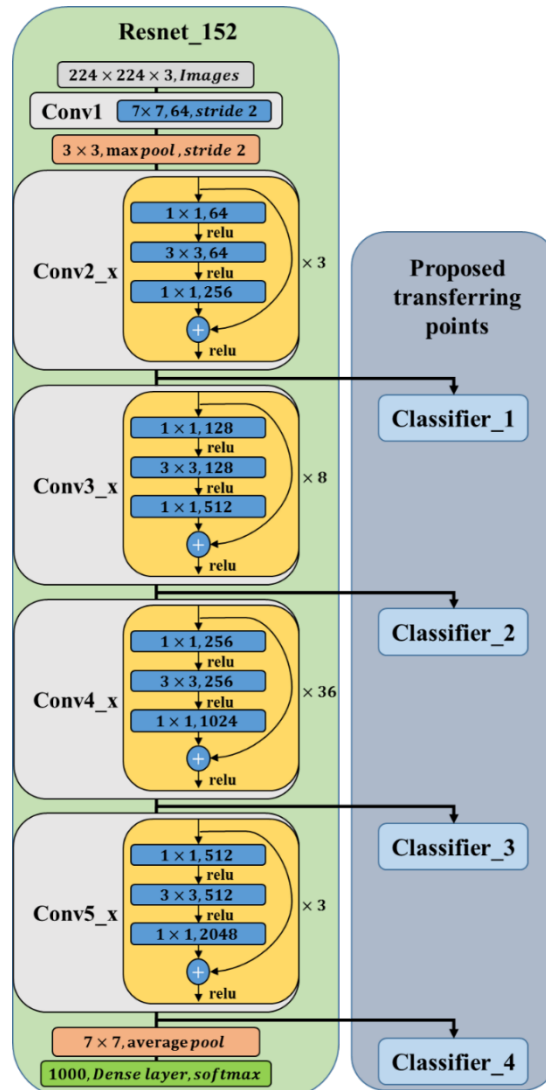 Resnet_152
224 × 224 × 3, Images
Conv1
7× 7, 64, stride 2
3 × 3, max pool, stride 2
Conv2_x
1 × 1, 64
relu
3 × 3, 64
relu
1 × 1, 256
+
relu
× 3
Proposed
transferring
points
Classifier_1
Conv3_x
1 × 1, 128
relu
3 × 3, 128
relu
1 × 1, 512
+
relu
× 8
Classifier_2
Conv4_x
1 × 1, 256
relu
3 × 3, 256
relu
1 × 1, 1024
+
relu
× 36
Classifier_3
Conv5_x
1 × 1, 512
relu
3 × 3, 512
relu
1 × 1, 2048
+
relu
× 3
Classifier_4
7 × 7, average pool
1000, Dense layer, softmax